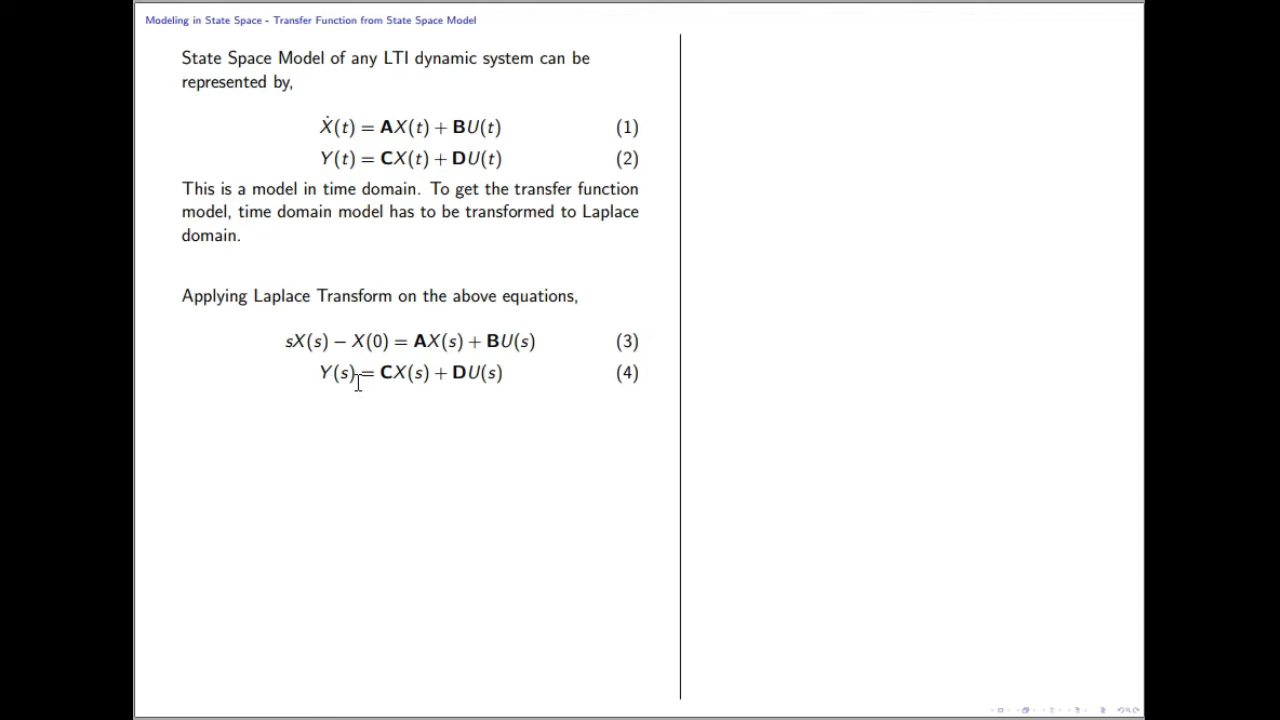 Modeling in State Space - Transfer Function from State Space Model
State Space Model of any LTI dynamic system can be
represented by,
Ẋ(t) = AX(t) + BU(t) (1)
Y(t) = CX(t) + DU(t) (2)
This is a model in time domain. To get the transfer function
model, time domain model has to be transformed to Laplace
domain.
Applying Laplace Transform on the above equations,
sX(s) − X(0) = AX(s) + BU(s) (3)
Y(s) = CX(s) + DU(s) (4)